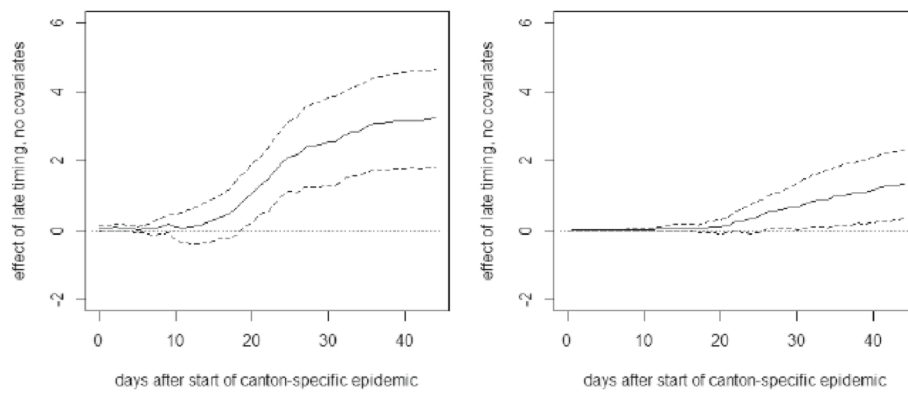 effect of late timing, no covariates
6
4
2
0
-2
0 10 20 30 40
days after start of canton-specific epidemic
effect of late timing, no covariates
6
4
2
0
-2
0 10 20 30 40
days after start of canton-specific epidemic